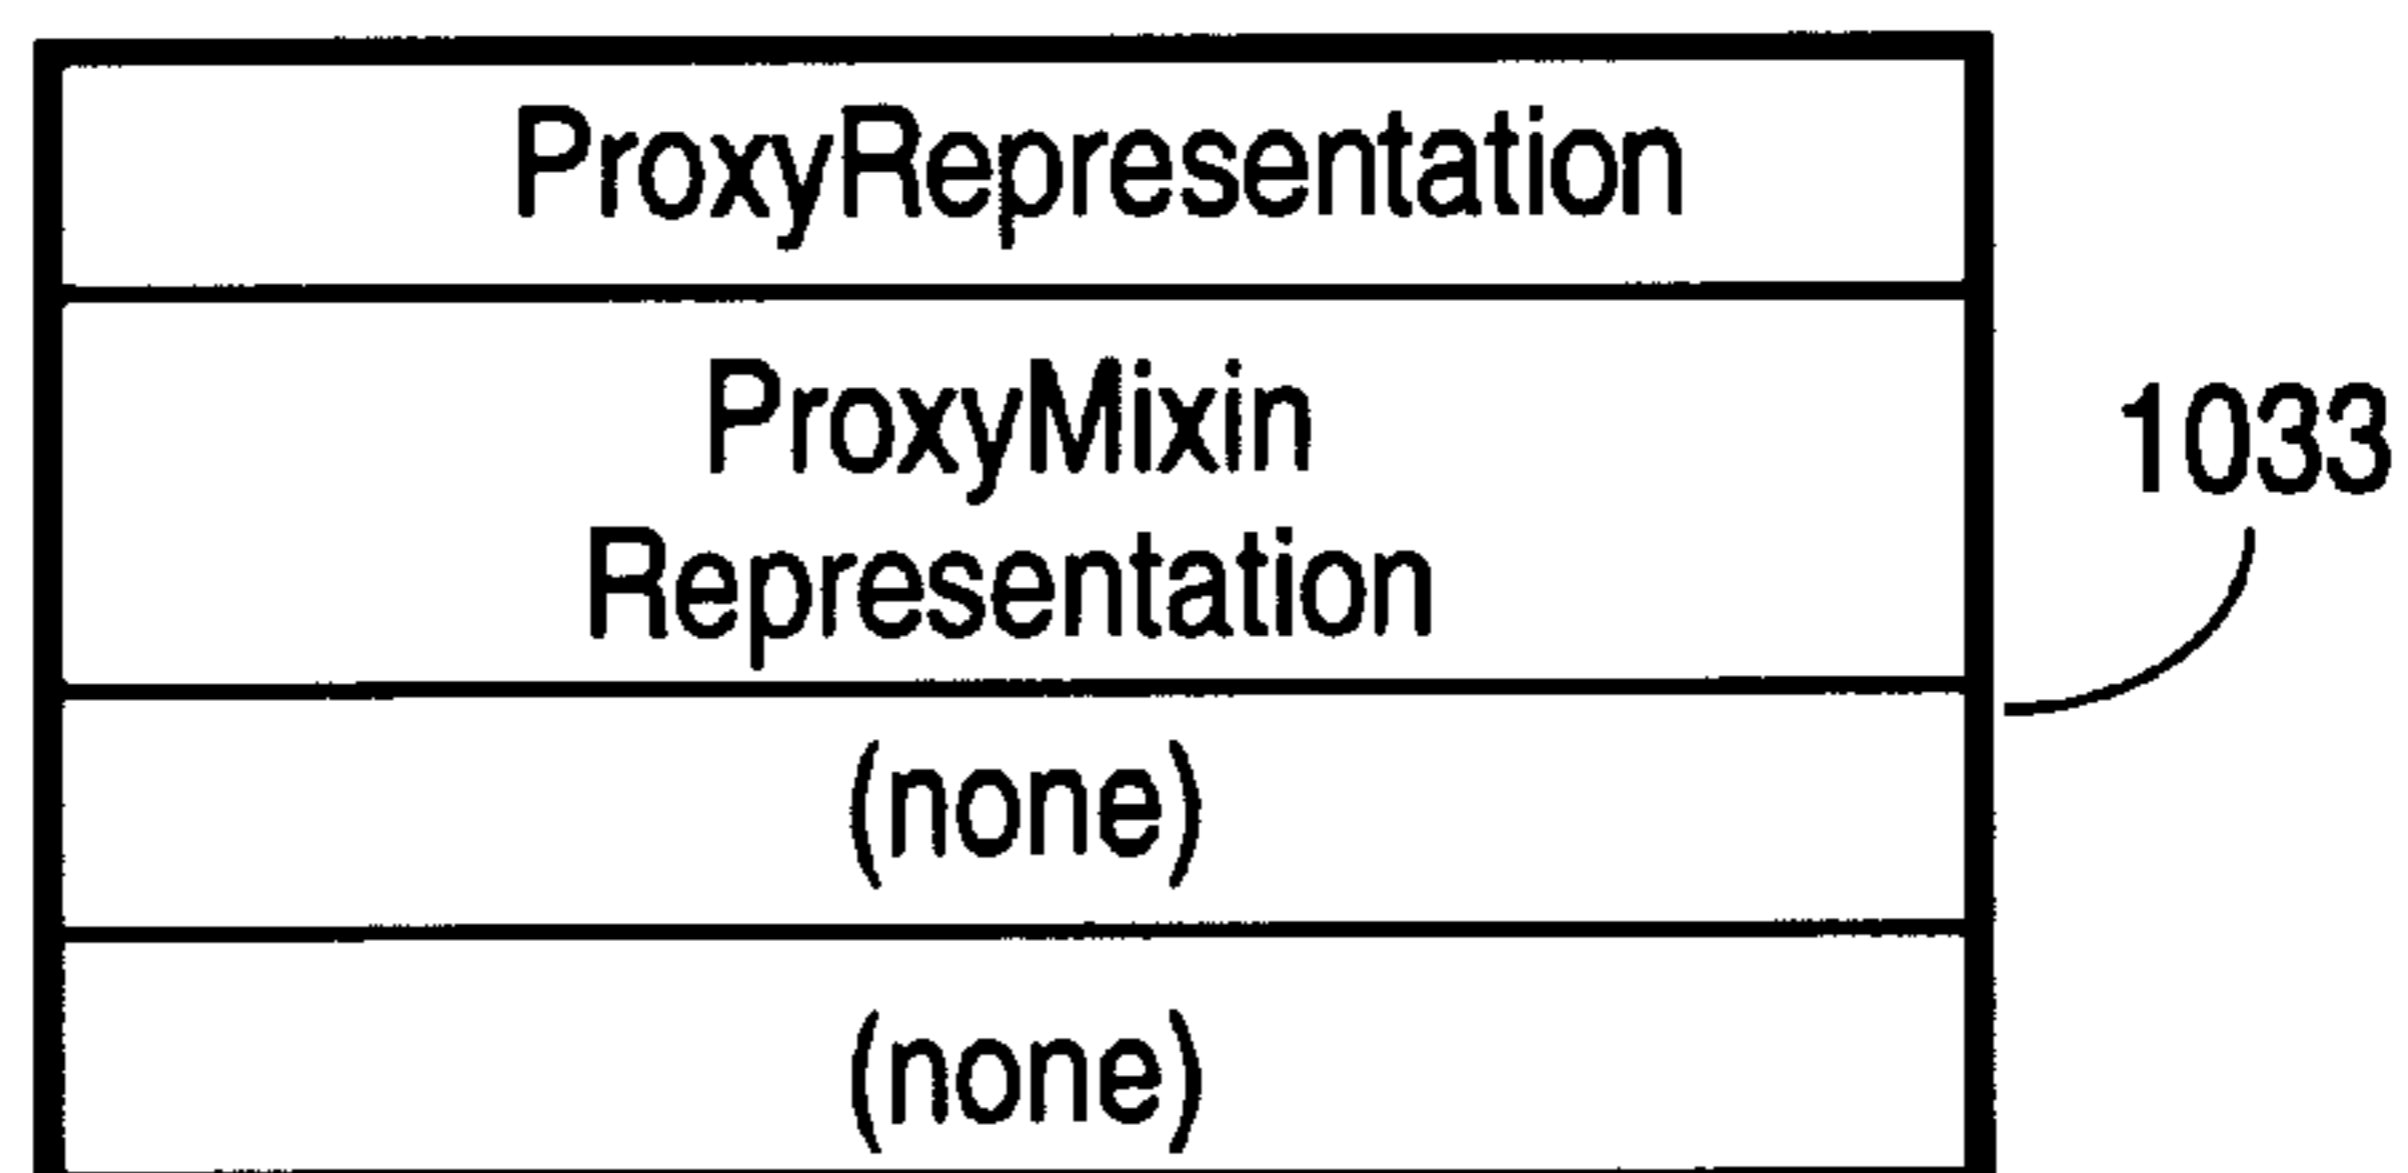 ProxyRepresentation
ProxyMixin
Representation
1033
(none)
(none)